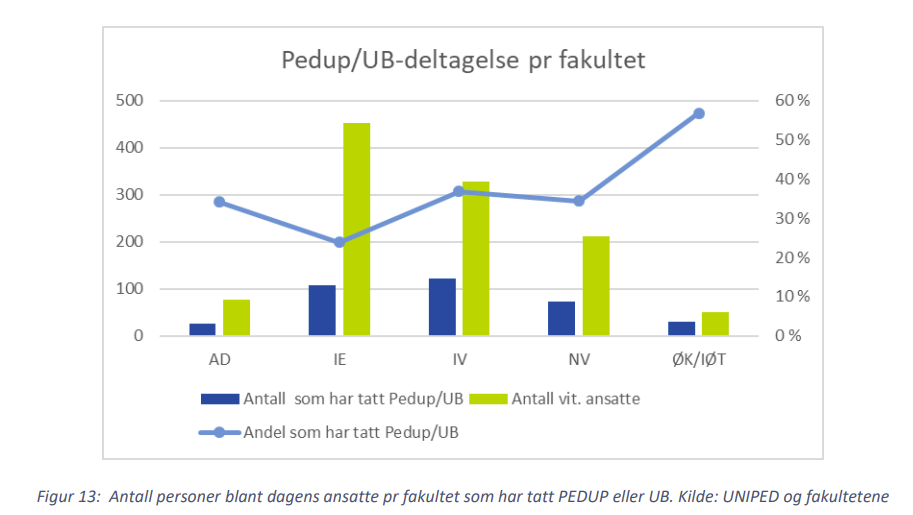 Pedup/UB-deltagelse pr fakultet
500
400
300
200
100
0
60 %
50 %
40 %
30 %
20 %
10 %
0 %
AD IE IV NV ØK/IØT
Antall som har tatt Pedup/UB Antall vit. ansatte
Andel som har tatt Pedup/UB
Figur 13: Antall personer blant dagens ansatte pr fakultet som har tatt PEDUP eller UB. Kilde: UNIPED og fakultetene